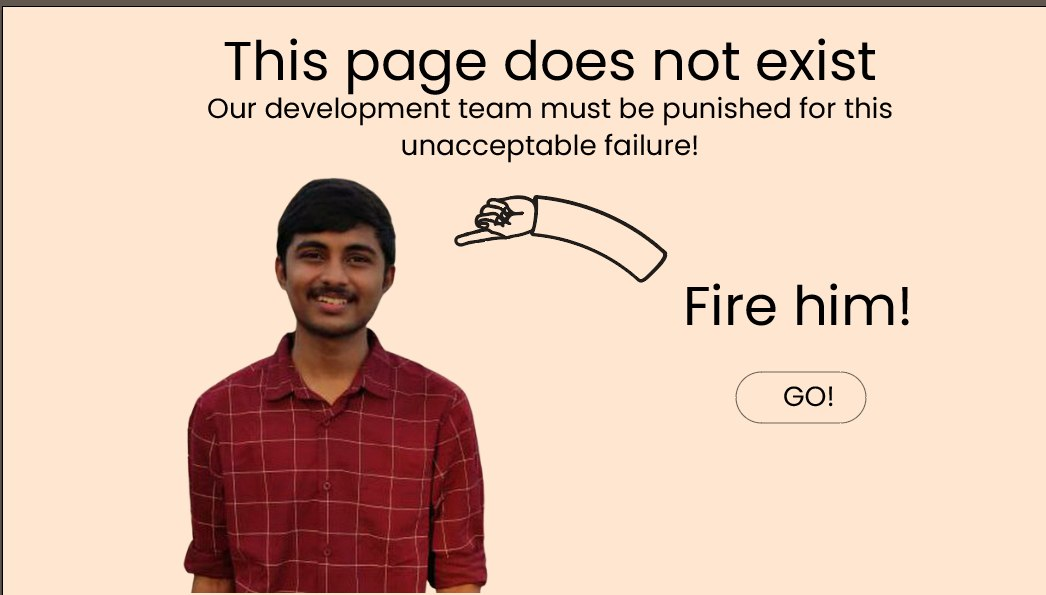 This page does not exist
Our development team must be punished for this
unacceptable failure!
Fire him!
GO!